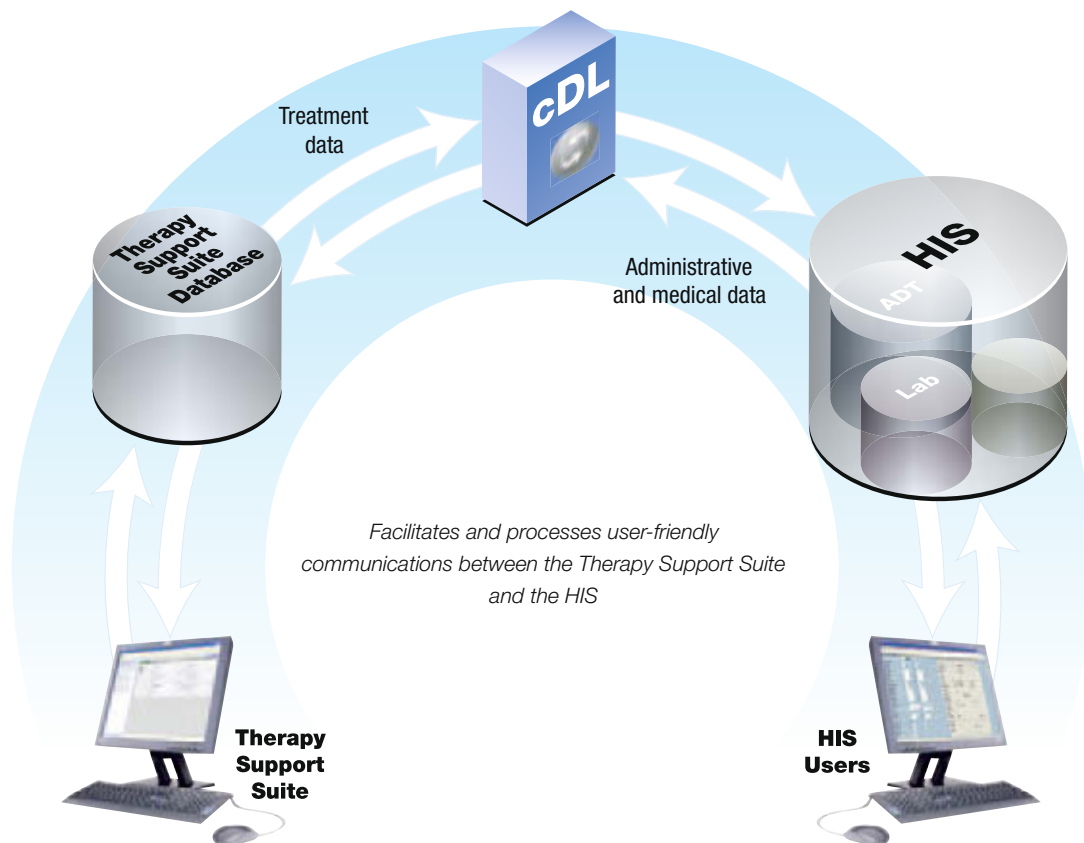 cDL
Treatment
data
Therapy
Support
Suite
Database
HIS
ADT
Lab
Administrative
and medical data
Facilitates and processes user-friendly
communications between the Therapy Support Suite
and the HIS
Therapy
Support
Suite
HIS
Users